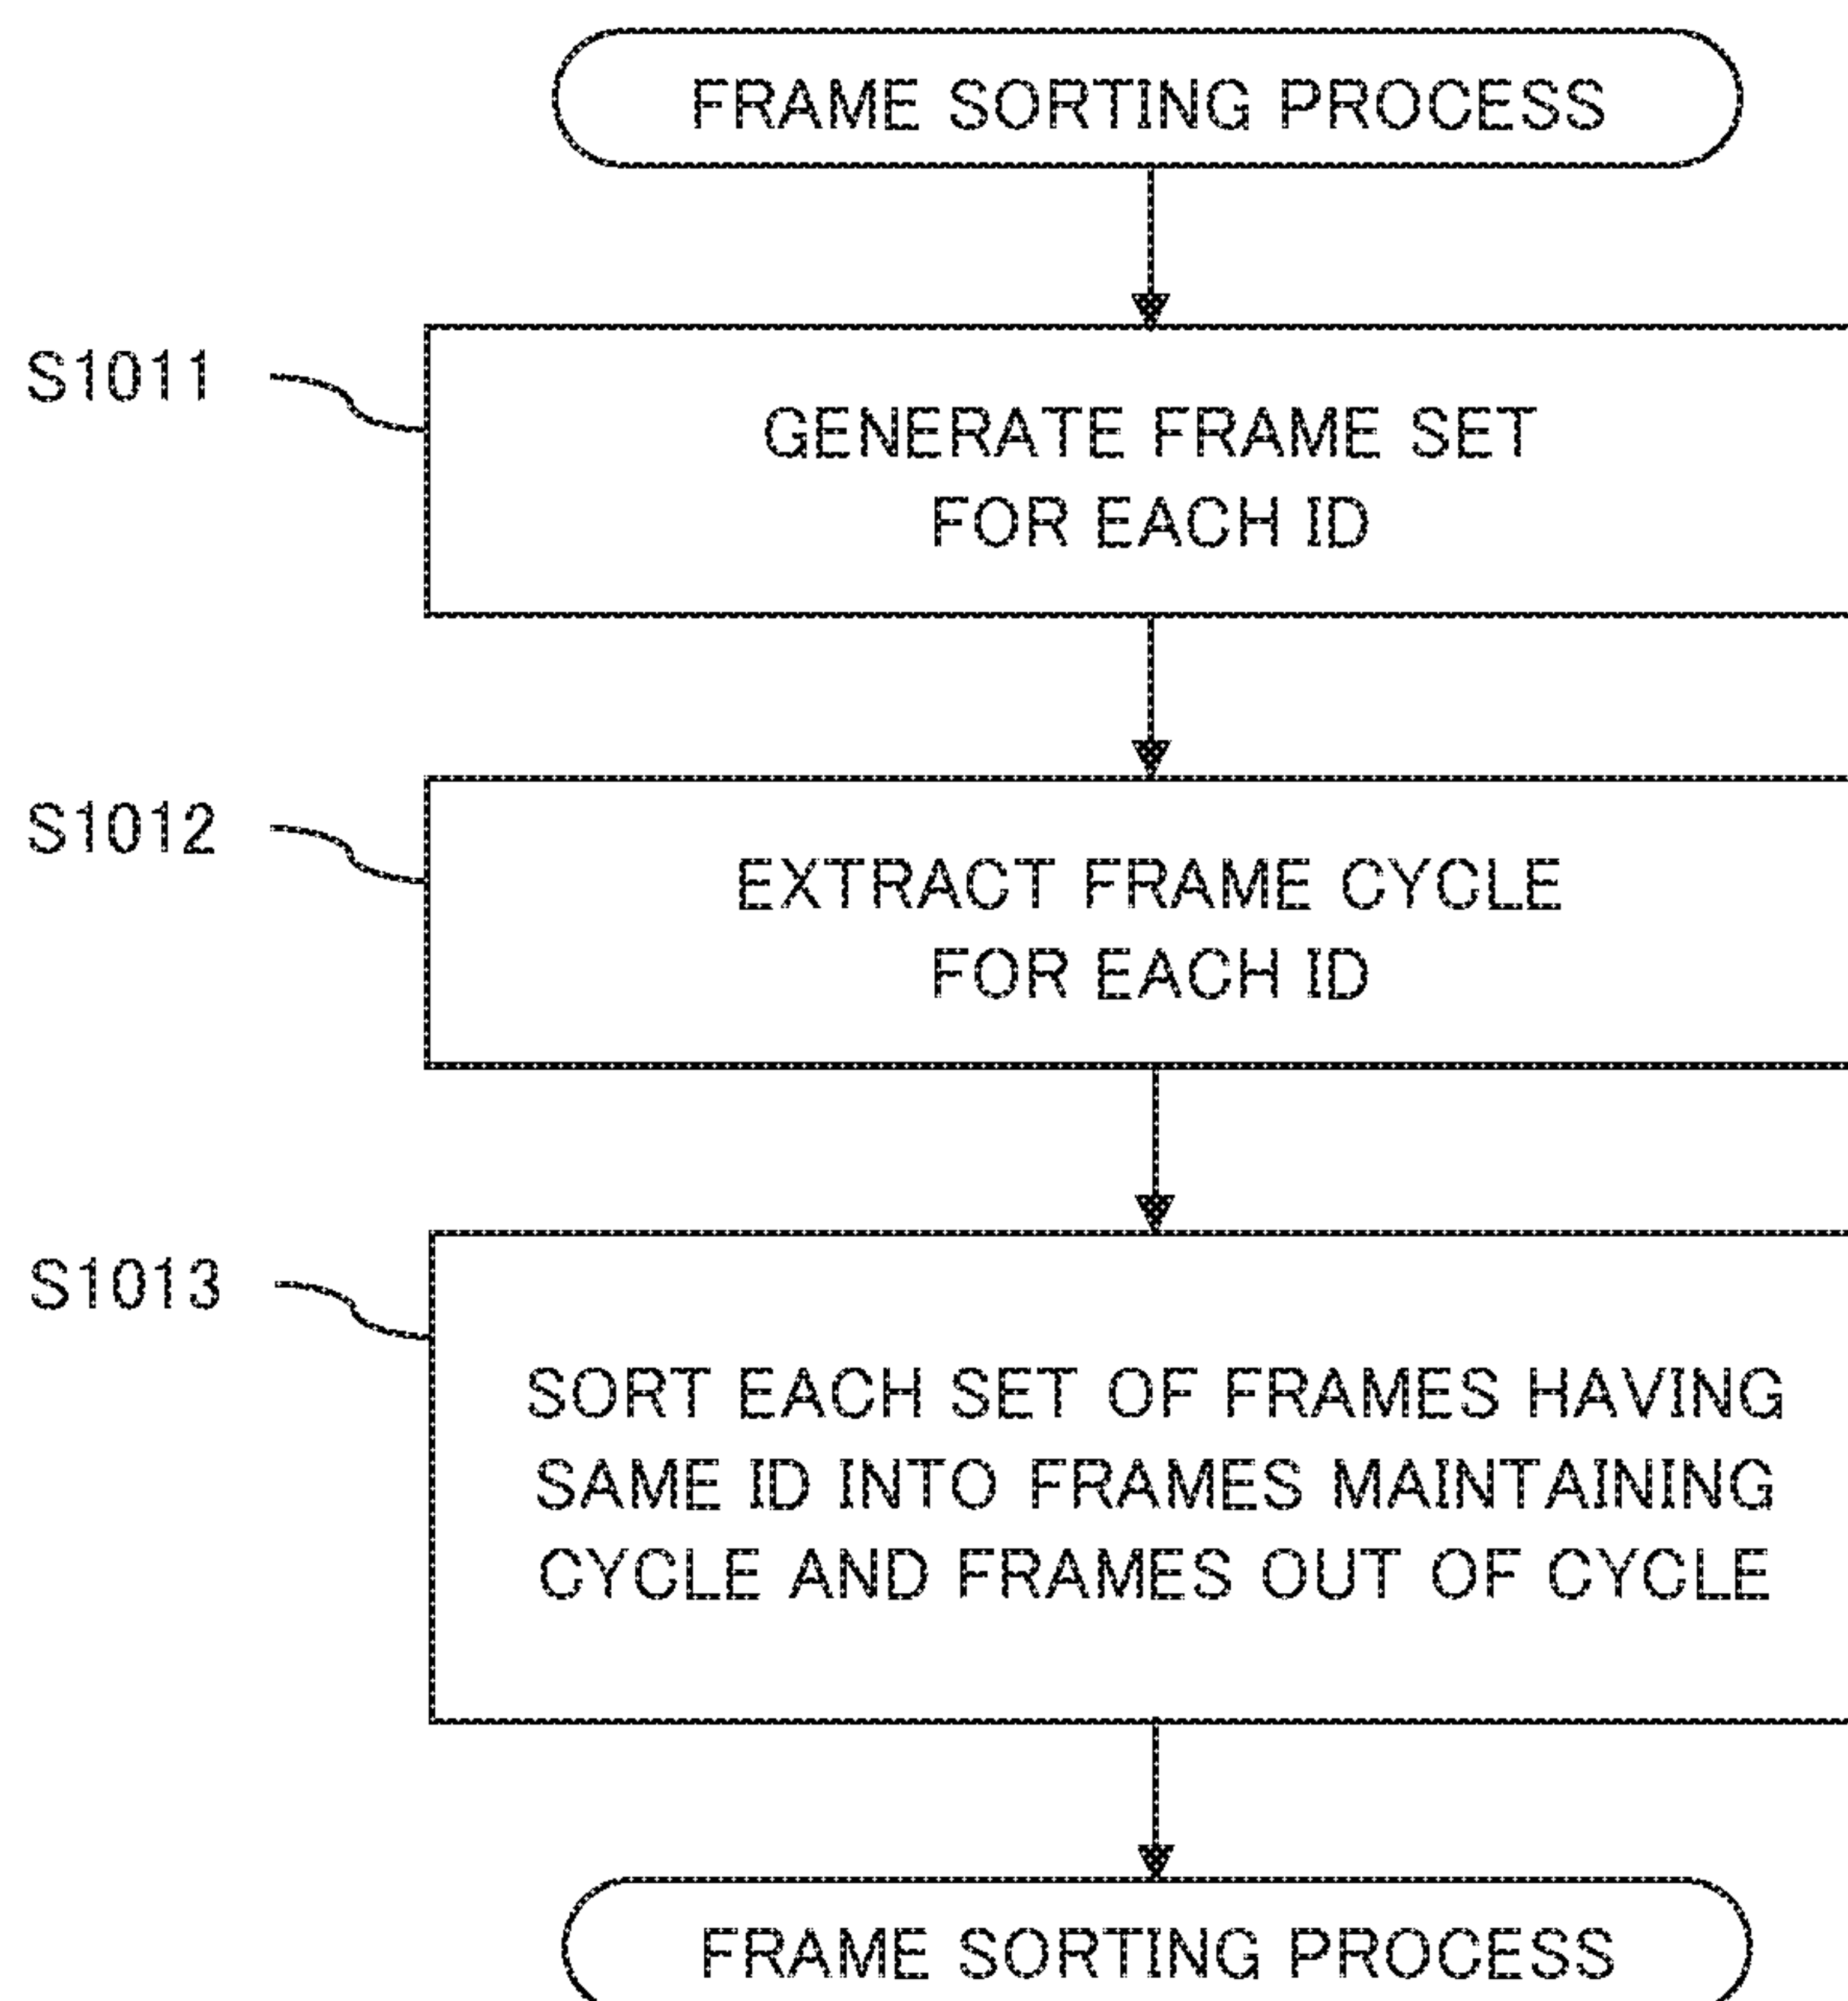 FRAME SORTING PROCESS
S1011
GENERATE FRAME SET
FOR EACH ID
S1012
EXTRACT FRAME CYCLE
FOR EACH ID
S1013
SORT EACH SET OF FRAMES HAVING
SAME ID INTO FRAMES MAINTAINING
CYCLE AND FRAMES OUT OF CYCLE
FRAME SORTING PROCESS